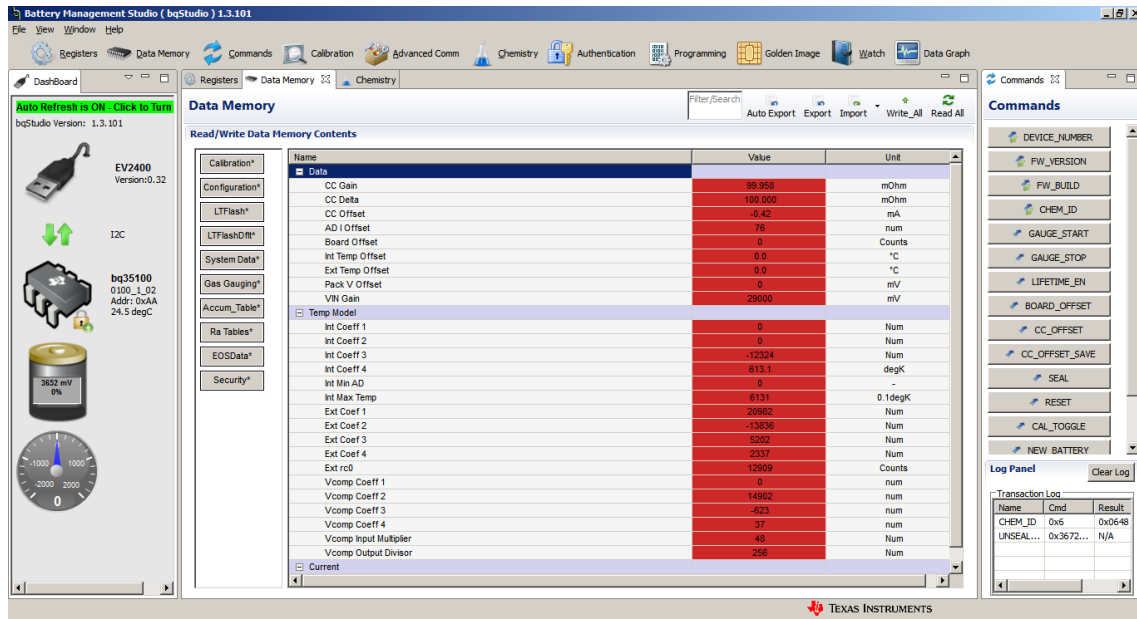 Battery Management Studio ( bqStudio ) 1.3.101
File View Window Help
Registers Data Memory Commands Calibration Advanced Comm Chemistry Authentication Programming Golden Image Watch Data Graph
DashBoard
Auto Refresh is ON - Click to Turn
bqStudio Version: 1.3.101
EV2400
Version:0.32
I2C
bq35100
0100_1_02
Addr: 0xAA
24.5 degC
3652 mV
0%
-1000 1000
-2000 2000
0
Registers Data Memory Chemistry
Data Memory
Filter/Search
Auto Export Export Import Write_All Read All
Read/Write Data Memory Contents
Calibration*
Configuration*
LTFlash*
LTFlashDflt*
System Data*
Gas Gauging*
Accum_Table*
Ra Tables*
EOSData*
Security*
Name Value Unit
Data
CC Gain 99.958 mOhm
CC Delta 100.000 mOhm
CC Offset -0.42 mA
AD I Offset 76 num
Board Offset 0 Counts
Int Temp Offset 0.0 °C
Ext Temp Offset 0.0 °C
Pack V Offset 0 mV
VIN Gain 29000 mV
Temp Model
Int Coeff 1 0 Num
Int Coeff 2 0 Num
Int Coeff 3 -12324 Num
Int Coeff 4 613.1 degK
Int Min AD 0 -
Int Max Temp 6131 0.1degK
Ext Coef 1 20982 Num
Ext Coef 2 -13836 Num
Ext Coef 3 5202 Num
Ext Coef 4 2337 Num
Ext rc0 12909 Counts
Vcomp Coeff 1 0 num
Vcomp Coeff 2 14902 num
Vcomp Coeff 3 -623 num
Vcomp Coeff 4 37 num
Vcomp Input Multiplier 48 Num
Vcomp Output Divisor 256 Num
Current
Commands
Commands
DEVICE_NUMBER
FW_VERSION
FW_BUILD
CHEM_ID
GAUGE_START
GAUGE_STOP
LIFETIME_EN
BOARD_OFFSET
CC_OFFSET
CC_OFFSET_SAVE
SEAL
RESET
CAL_TOGGLE
NEW BATTERY
Log Panel
Clear Log
Transaction Log
Name Cmd Result
CHEM_ID 0x6 0x0648
UNSEAL... 0x3672... N/A
TEXAS INSTRUMENTS